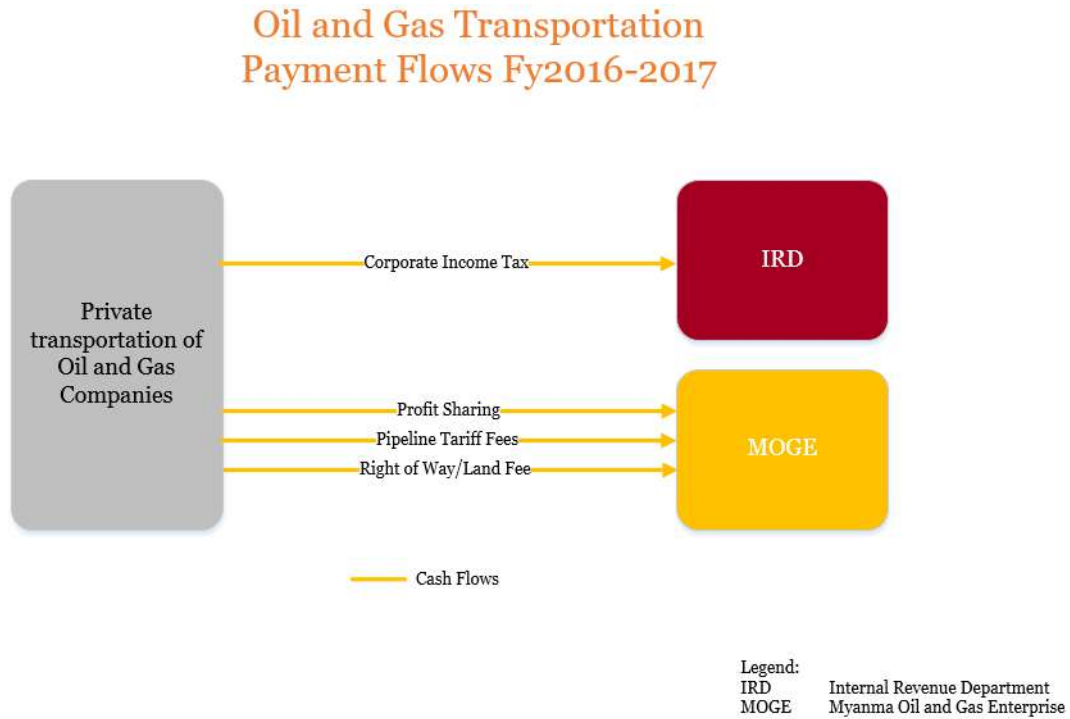 Oil and Gas Transportation
Payment Flows Fy2016-2017
Private
transportation of
Oil and Gas
Companies
Corporate Income Tax
IRD
Profit Sharing
Pipeline Tariff Fees
Right of Way/Land Fee
MOGE
Cash Flows
Legend:
IRD Internal Revenue Department
MOGE Myanma Oil and Gas Enterprise